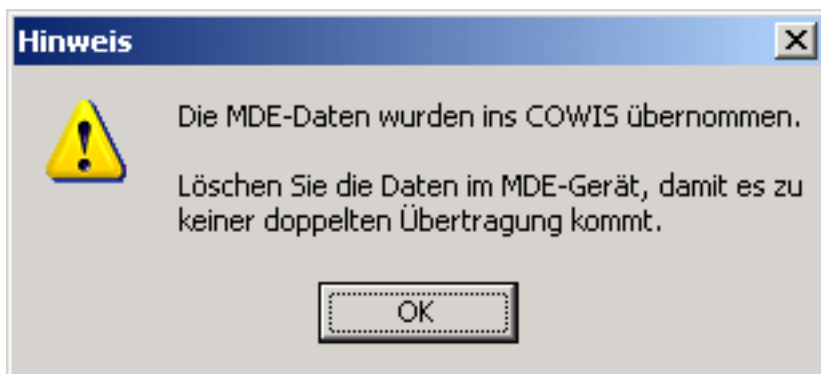 Hinweis
Die MDE-Daten wurden ins COWIS übernommen.
Löschen Sie die Daten im MDE-Gerät, damit es zu
keiner doppelten Übertragung kommt.
OK